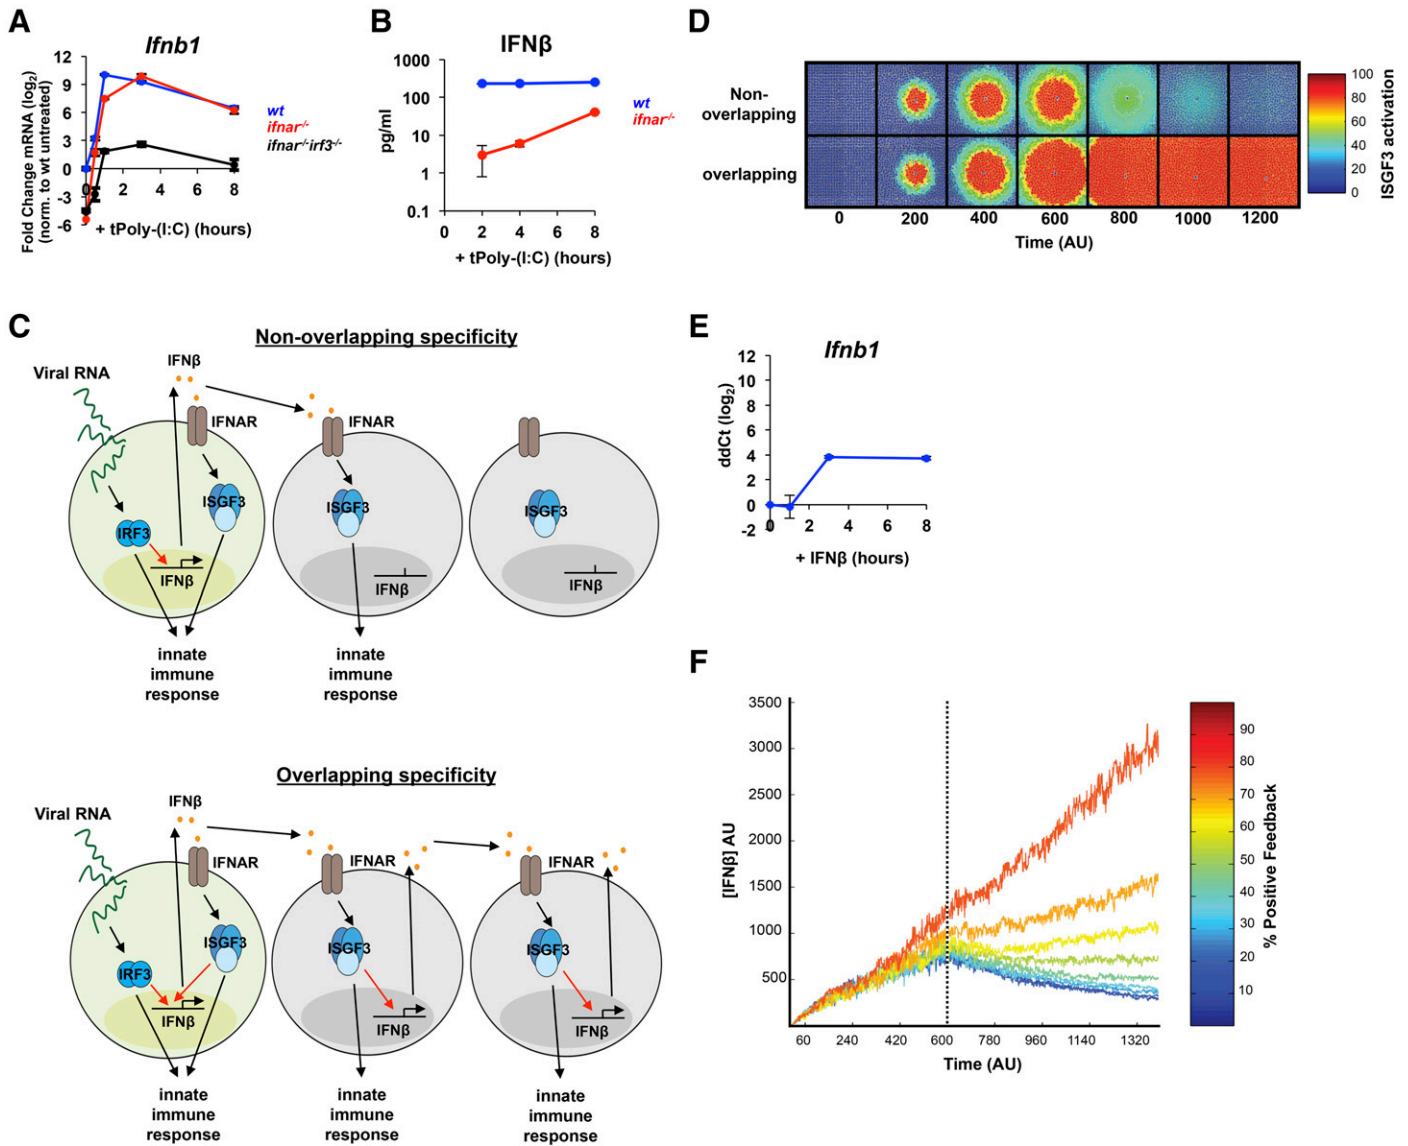 A
Ifnb1
Fold Change mRNA (log2)
(norm. to wt untreated)
12
9
6
3
0
-3
-6
0
2
4
6
8
+ tPoly-(I:C) (hours)
wt
ifnar-/-
ifnar-/-irf3-/-
B
IFNβ
pg/ml
1000
100
10
1
0.1
0
2
4
6
8
+ tPoly-(I:C) (hours)
wt
ifnar-/-
D
Non-
overlapping
overlapping
0
200
400
600
800
1000
1200
Time (AU)
100
80
60
40
20
0
ISGF3 activation
C
Non-overlapping specificity
Viral RNA
IFNβ
IFNAR
IFNAR
ISGF3
ISGF3
ISGF3
IRF3
IFNβ
IFNβ
IFNβ
innate
immune
response
innate
immune
response
Overlapping specificity
Viral RNA
IFNβ
IFNAR
IFNAR
IFNAR
ISGF3
ISGF3
ISGF3
IRF3
IFNβ
IFNβ
IFNβ
innate
immune
response
innate
immune
response
innate
immune
response
E
Ifnb1
ddCt (log2)
12
10
8
6
4
2
0
-2
0
2
4
6
8
+ IFNβ (hours)
F
[IFNβ] AU
3500
3000
2500
2000
1500
1000
500
60
240
420
600
780
960
1140
1320
Time (AU)
90
80
70
60
50
40
30
20
10
% Positive Feedback